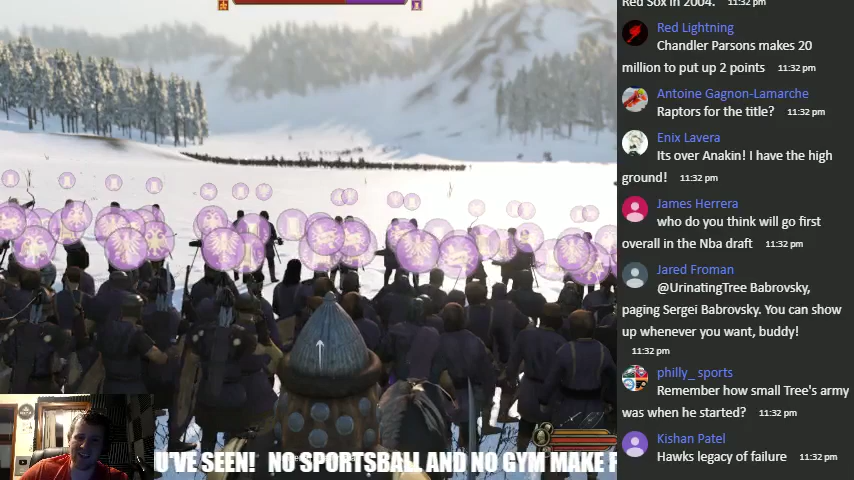 Red Sox in 2004. 11:32 pm
Red Lightning
Chandler Parsons makes 20
million to put up 2 points 11:32 pm
Antoine Gagnon-Lamarche
Raptors for the title? 11:32 pm
Enix Lavera
Its over Anakin! I have the high
ground! 11:32 pm
James Herrera
who do you think will go first
overall in the Nba draft 11:32 pm
Jared Froman
@UrinatingTree Babrovsky,
paging Sergei Babrovsky. You can show
up whenever you want, buddy!
11:32 pm
philly_ sports
Remember how small Tree's army
was when he started? 11:32 pm
Kishan Patel
Hawks legacy of failure 11:32 pm
U'VE SEEN! NO SPORTSBALL AND NO GYM MAKE